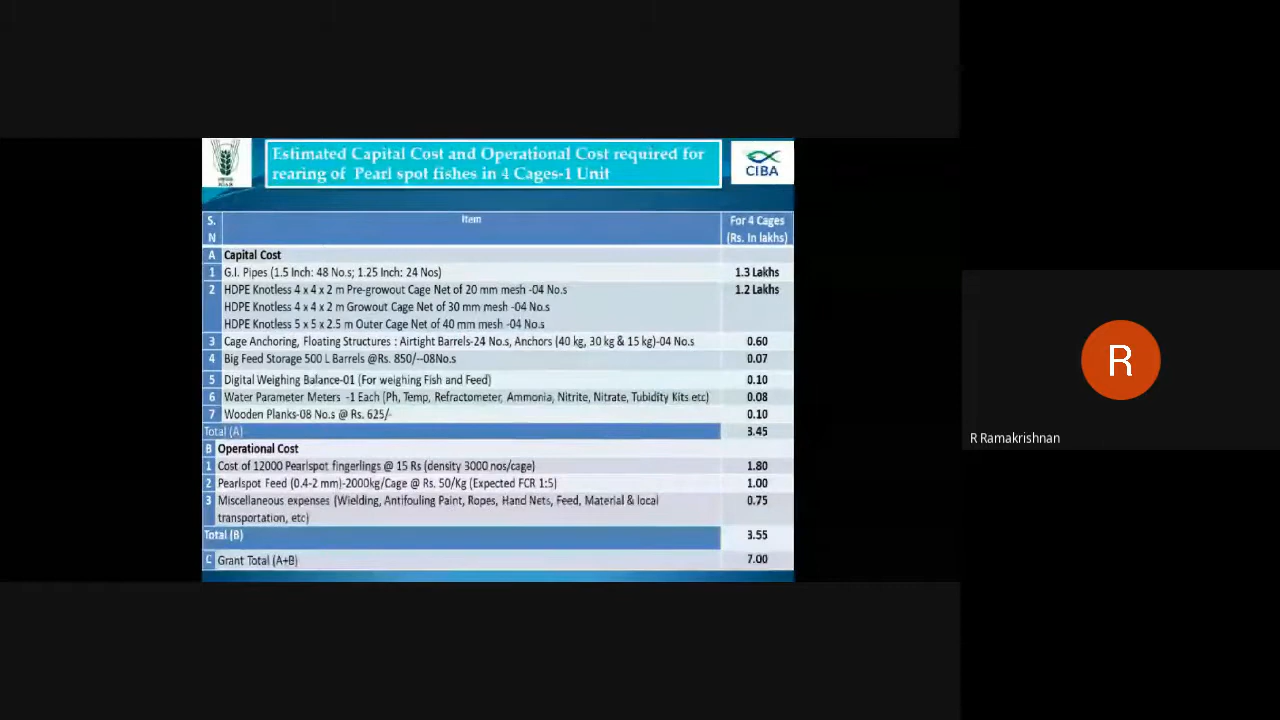 Estimated Capital Cost and Operational Cost required for
rearing of Pearl spot fishes in 4 Cages-1 Unit
CIBA
S. N Item For 4 Cages (Rs. In lakhs)
A Capital Cost
1 G.I. Pipes (1.5 Inch: 48 No.s; 1.25 Inch: 24 Nos) 1.3 Lakhs
2 HDPE Knotless 4 x 4 x 2 m Pre-growout Cage Net of 20 mm mesh -04 No.s 1.2 Lakhs
HDPE Knotless 4 x 4 x 2 m Growout Cage Net of 30 mm mesh -04 No.s
HDPE Knotless 5 x 5 x 2.5 m Outer Cage Net of 40 mm mesh -04 No.s
3 Cage Anchoring, Floating Structures : Airtight Barrels-24 No.s, Anchors (40 kg, 30 kg & 15 kg)-04 No.s 0.60
4 Big Feed Storage 500 L Barrels @Rs. 850/--08No.s 0.07
5 Digital Weighing Balance-01 (For weighing Fish and Feed) 0.10
6 Water Parameter Meters -1 Each (Ph, Temp, Refractometer, Ammonia, Nitrite, Nitrate, Tubidity Kits etc) 0.08
7 Wooden Planks-08 No.s @ Rs. 625/- 0.10
Total (A) 3.45
B Operational Cost
1 Cost of 12000 Pearlspot fingerlings @ 15 Rs (density 3000 nos/cage) 1.80
2 Pearlspot Feed (0.4-2 mm)-2000kg/Cage @ Rs. 50/Kg (Expected FCR 1:5) 1.00
3 Miscellaneous expenses (Wielding, Antifouling Paint, Ropes, Hand Nets, Feed, Material & local 0.75
transportation, etc)
Total (B) 3.55
C Grant Total (A+B) 7.00
R
R Ramakrishnan